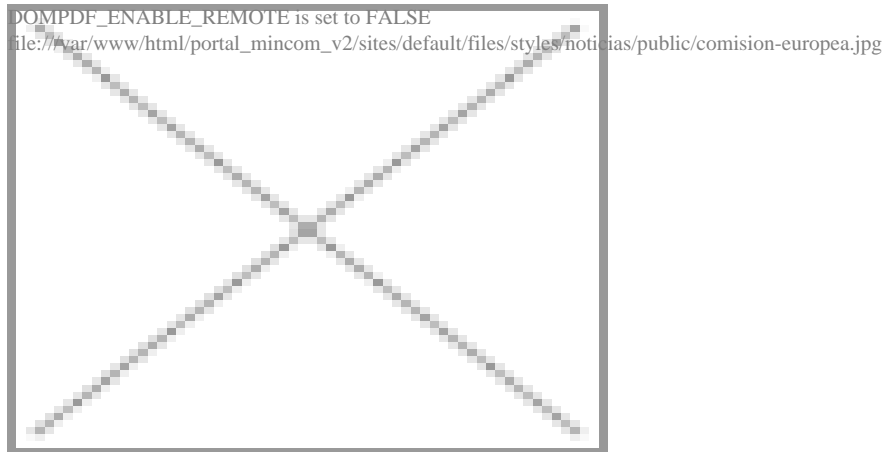 DOMPDF_ENABLE_REMOTE is set to FALSE
file:///var/www/html/portal_mincom_v2/sites/default/files/styles/noticias/public/comision-europea.jpg